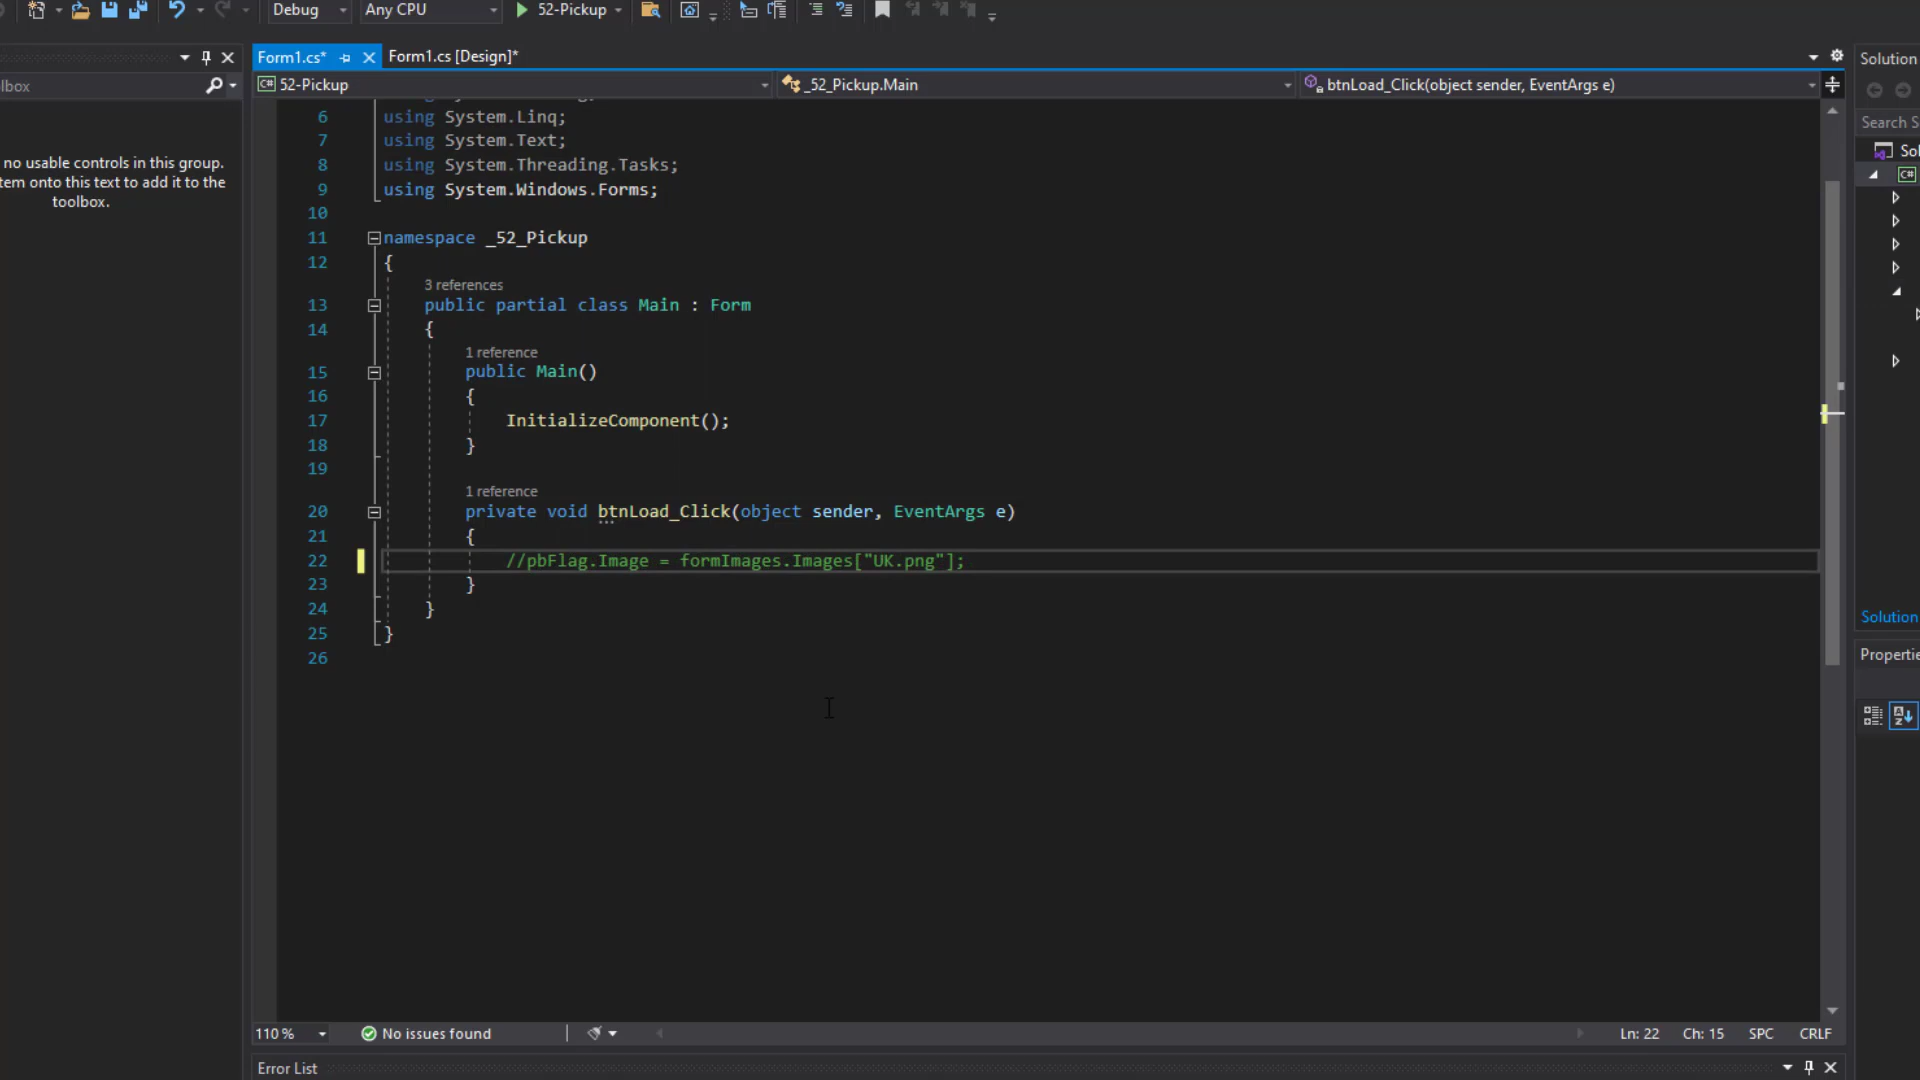 Debug Any CPU 52-Pickup
Form1.cs* Form1.cs [Design]* Solution
lbox 52-Pickup _52_Pickup.Main btnLoad_Click(object sender, EventArgs e)
Search S
no usable controls in this group.
tem onto this text to add it to the
toolbox.
Sol
6 using System.Linq;
7 using System.Text;
8 using System.Threading.Tasks;
9 using System.Windows.Forms;
10
11 namespace _52_Pickup
12 {
3 references
13 public partial class Main : Form
14 {
1 reference
15 public Main()
16 {
17 InitializeComponent();
18 }
19
1 reference
20 private void btnLoad_Click(object sender, EventArgs e)
21 {
22 //pbFlag.Image = formImages.Images["UK.png"];
23 }
24 }
25 }
26
Solution
Propertie
110 % No issues found Ln: 22 Ch: 15 SPC CRLF
Error List